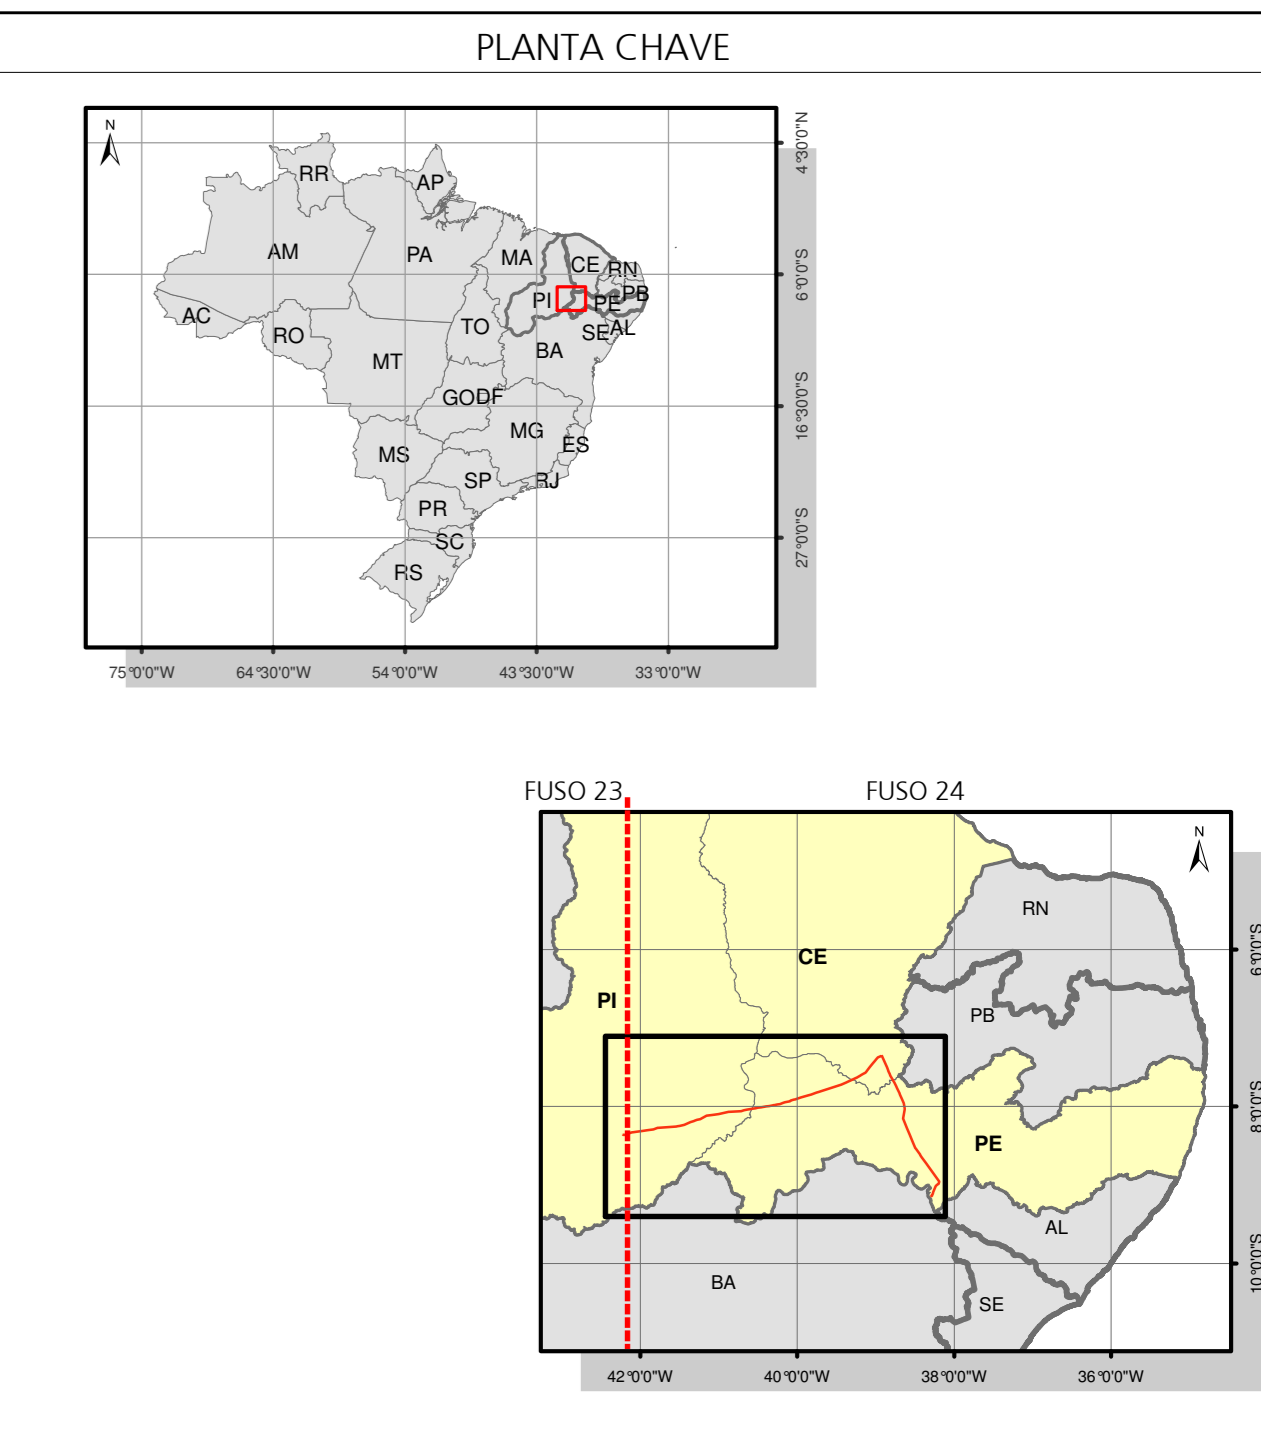 PLANTA CHAVE
N
4°30'0"N
RR
AP
AM
PA
MA
CE
RN
6°0'0"S
PI
PE
PB
AC
RO
TO
SE
AL
MT
BA
GO
DF
16°30'0"S
MG
ES
MS
SP
RJ
PR
SC
27°0'0"S
RS
75°0'0"W
64°30'0"W
54°0'0"W
43°30'0"W
33°0'0"W
FUSO 23
FUSO 24
N
RN
CE
6°0'0"S
PI
PB
8°0'0"S
PE
AL
BA
10°0'0"S
SE
42°0'0"W
40°0'0"W
38°0'0"W
36°0'0"W